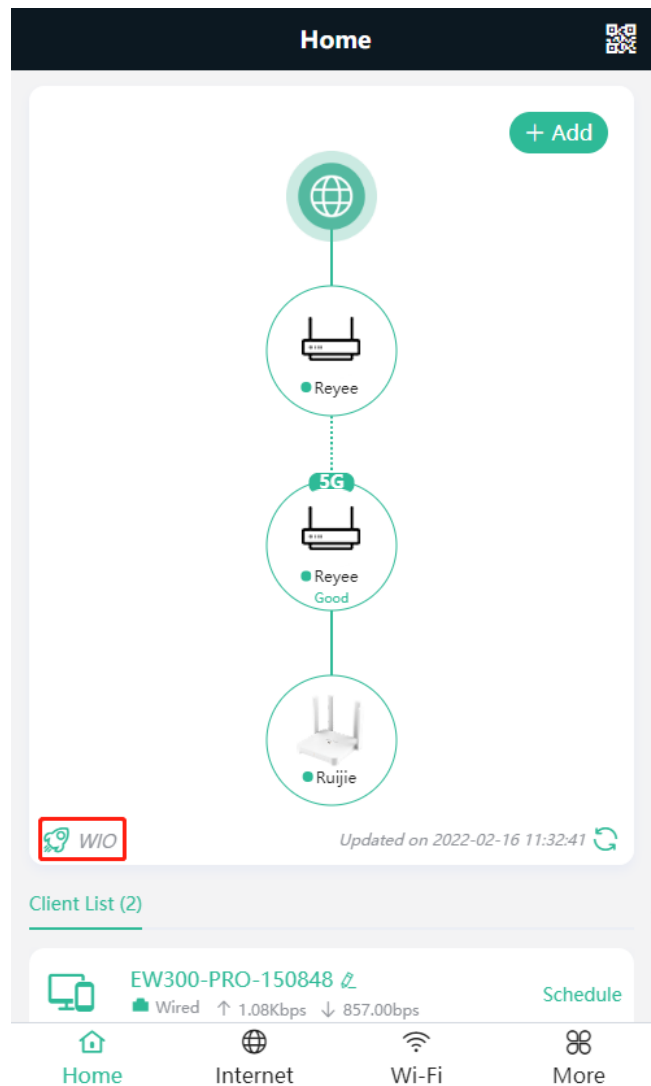 Home
+ Add
Reyee
5G
Reyee
Good
Ruijie
WIO Updated on 2022-02-16 11:32:41
Client List (2)
EW300-PRO-150848
Wired ↑ 1.08Kbps ↓ 857.00bps Schedule
Home Internet Wi-Fi More